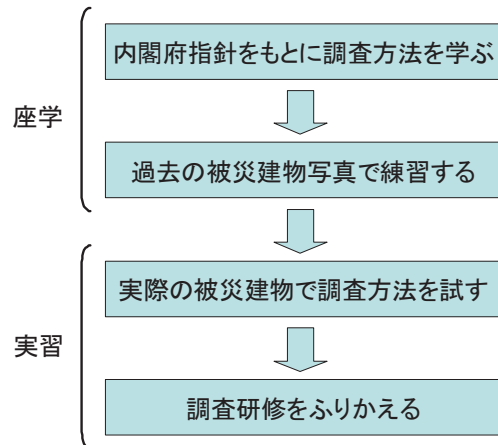 内閣府指針をもとに調査方法を学ぶ
座学
過去の被災建物写真で練習する
実際の被災建物で調査方法を試す
実習
調査研修をふりかえる